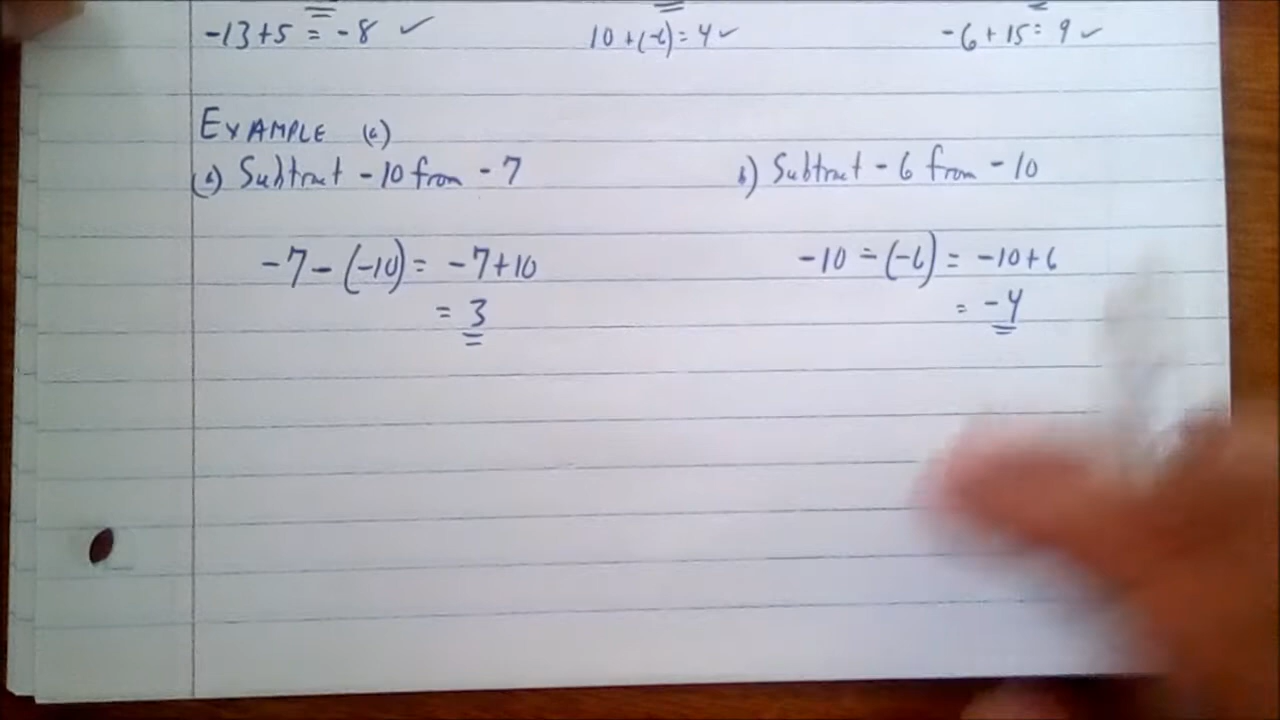 -13+5 = -8 ✓ 10+(-6)=4 ✓ -6+15=9 ✓
EXAMPLE (c)
(a) Subtract -10 from -7 b) Subtract -6 from -10
-7-(-10) = -7+10 -10-(-6) = -10+6
= 3 = -4